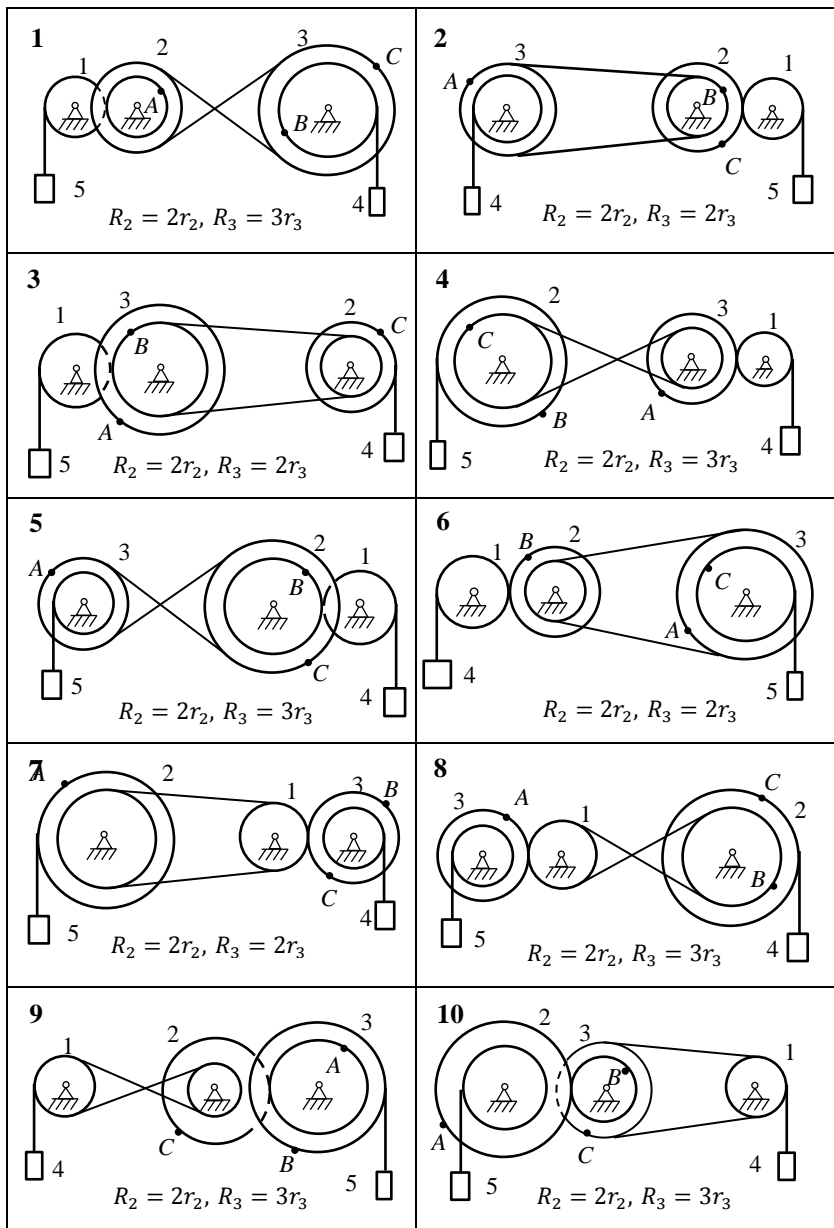 1
1
2
3
C
A
B
5
4
R₂ = 2r₂, R₃ = 3r₃
2
3
A
2
1
B
C
4
5
R₂ = 2r₂, R₃ = 2r₃
3
1
3
B
2
C
A
5
4
R₂ = 2r₂, R₃ = 2r₃
4
2
3
1
C
A
B
5
4
R₂ = 2r₂, R₃ = 3r₃
5
A
3
2
1
B
C
5
4
R₂ = 2r₂, R₃ = 3r₃
6
1
B
2
3
C
A
4
5
R₂ = 2r₂, R₃ = 2r₃
7
A
2
1
3
B
C
5
4
R₂ = 2r₂, R₃ = 2r₃
8
3
A
1
C
2
B
5
4
R₂ = 2r₂, R₃ = 3r₃
9
1
2
3
A
C
B
4
5
R₂ = 2r₂, R₃ = 3r₃
10
2
3
1
B
A
C
5
4
R₂ = 2r₂, R₃ = 3r₃